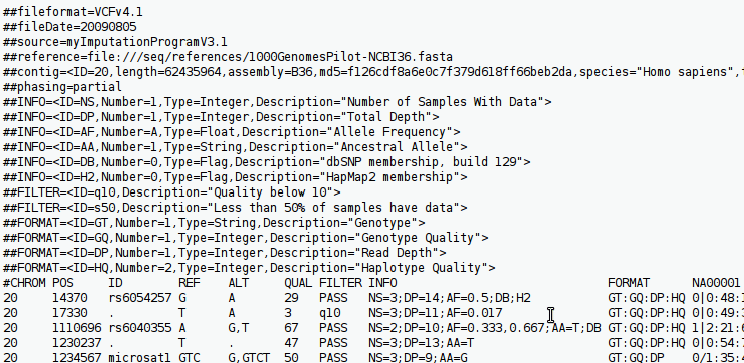 ##fileformat=VCFv4.1
##fileDate=20090805
##source=myImputationProgramV3.1
##reference=file:///seq/references/1000GenomesPilot-NCBI36.fasta
##contig=<ID=20,length=62435964,assembly=B36,md5=f126cdf8a6e0c7f379d618ff66beb2da,species="Homo sapiens",
##phasing=partial
##INFO=<ID=NS,Number=1,Type=Integer,Description="Number of Samples With Data">
##INFO=<ID=DP,Number=1,Type=Integer,Description="Total Depth">
##INFO=<ID=AF,Number=A,Type=Float,Description="Allele Frequency">
##INFO=<ID=AA,Number=1,Type=String,Description="Ancestral Allele">
##INFO=<ID=DB,Number=0,Type=Flag,Description="dbSNP membership, build 129">
##INFO=<ID=H2,Number=0,Type=Flag,Description="HapMap2 membership">
##FILTER=<ID=q10,Description="Quality below 10">
##FILTER=<ID=s50,Description="Less than 50% of samples have data">
##FORMAT=<ID=GT,Number=1,Type=String,Description="Genotype">
##FORMAT=<ID=GQ,Number=1,Type=Integer,Description="Genotype Quality">
##FORMAT=<ID=DP,Number=1,Type=Integer,Description="Read Depth">
##FORMAT=<ID=HQ,Number=2,Type=Integer,Description="Haplotype Quality">
#CHROM POS ID REF ALT QUAL FILTER INFO FORMAT NA00001
20 14370 rs6054257 G A 29 PASS NS=3;DP=14;AF=0.5;DB;H2 GT:GQ:DP:HQ 0|0:48:
20 17330 . T A 3 q10 NS=3;DP=11;AF=0.017 GT:GQ:DP:HQ 0|0:49:
20 1110696 rs6040355 A G,T 67 PASS NS=2;DP=10;AF=0.333,0.667;AA=T;DB GT:GQ:DP:HQ 1|2:21:
20 1230237 . T . 47 PASS NS=3;DP=13;AA=T GT:GQ:DP:HQ 0|0:54:
20 1234567 microsat1 GTC G,GTCT 50 PASS NS=3;DP=9;AA=G GT:GQ:DP 0/1:35: